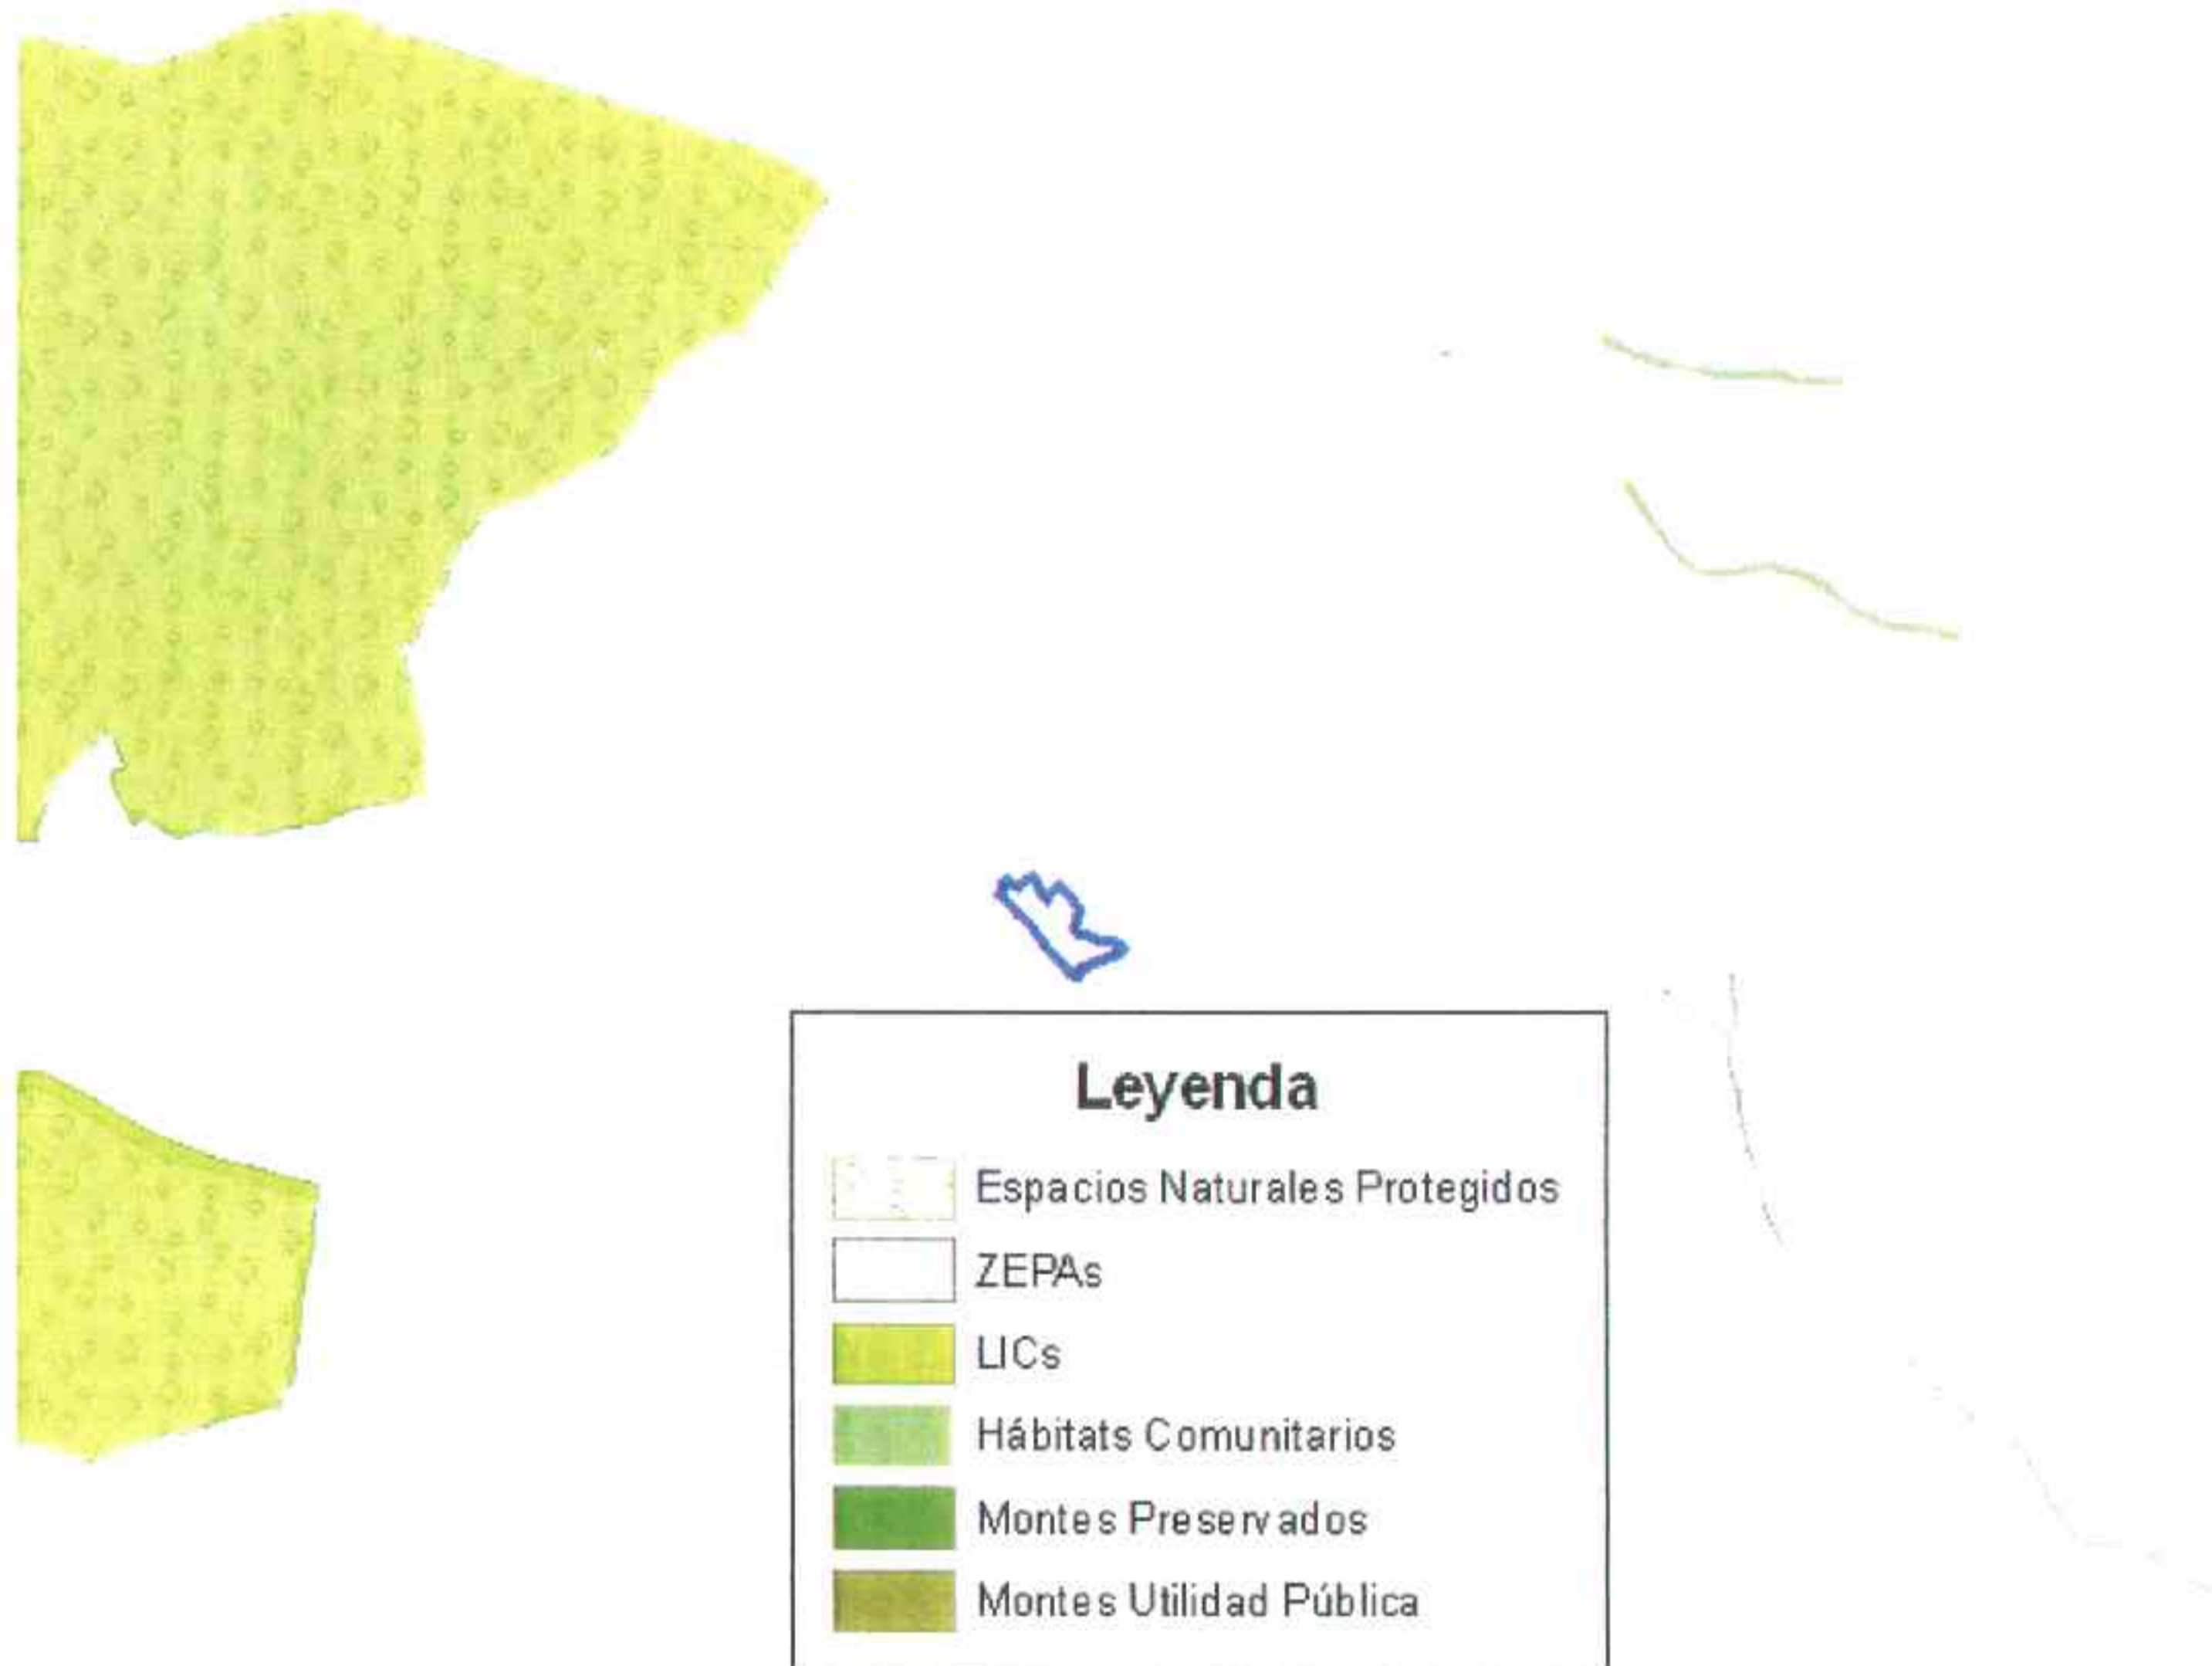 Leyenda
Espacios Naturales Protegidos
ZEPAs
LICs
Hábitats Comunitarios
Montes Preservados
Montes Utilidad Pública